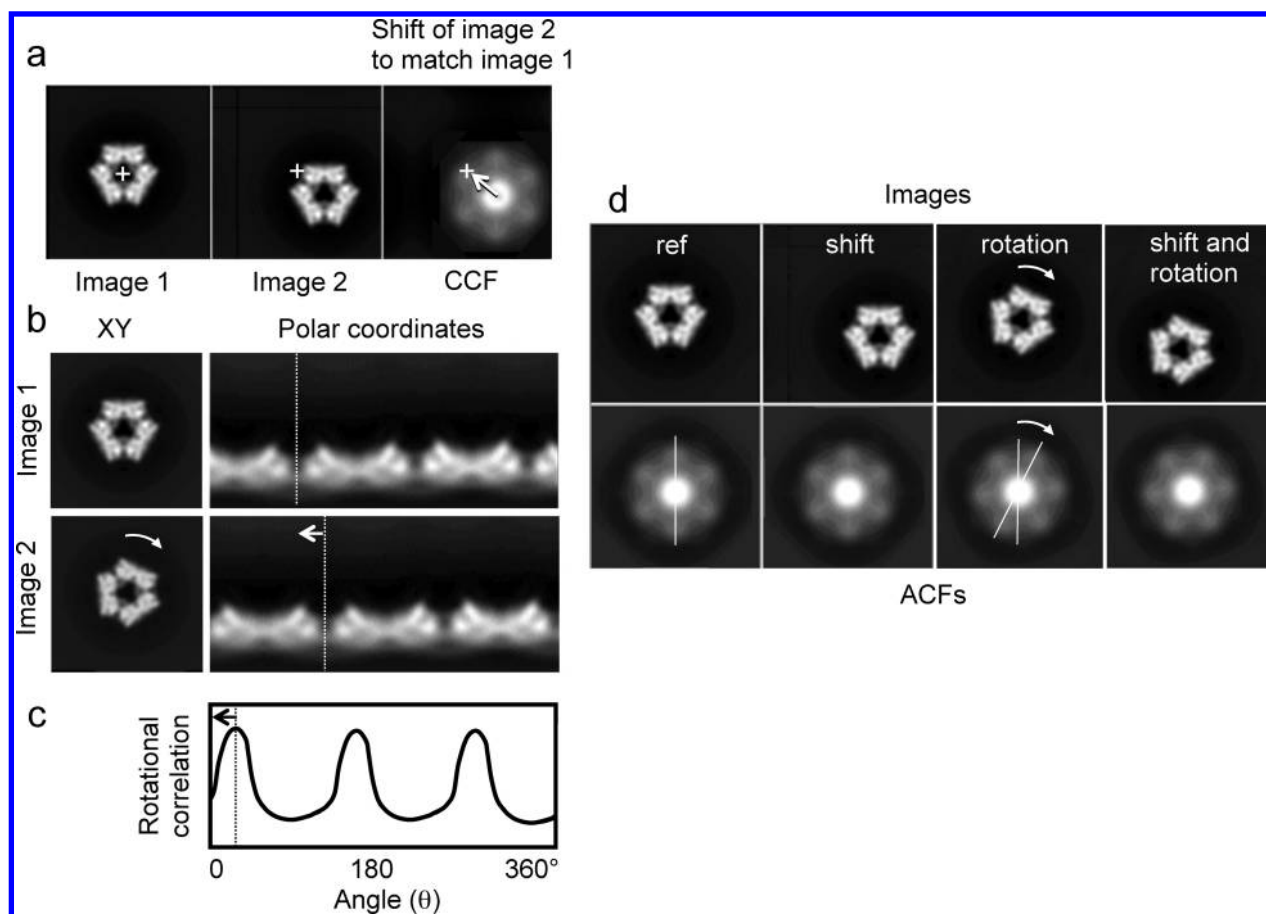 a
Shift of image 2
to match image 1
Image 1
Image 2
CCF
b
XY
Polar coordinates
Image 1
Image 2
c
Rotational
correlation
0
180
360°
Angle (θ)
d
Images
ref
shift
rotation
shift and
rotation
ACFs